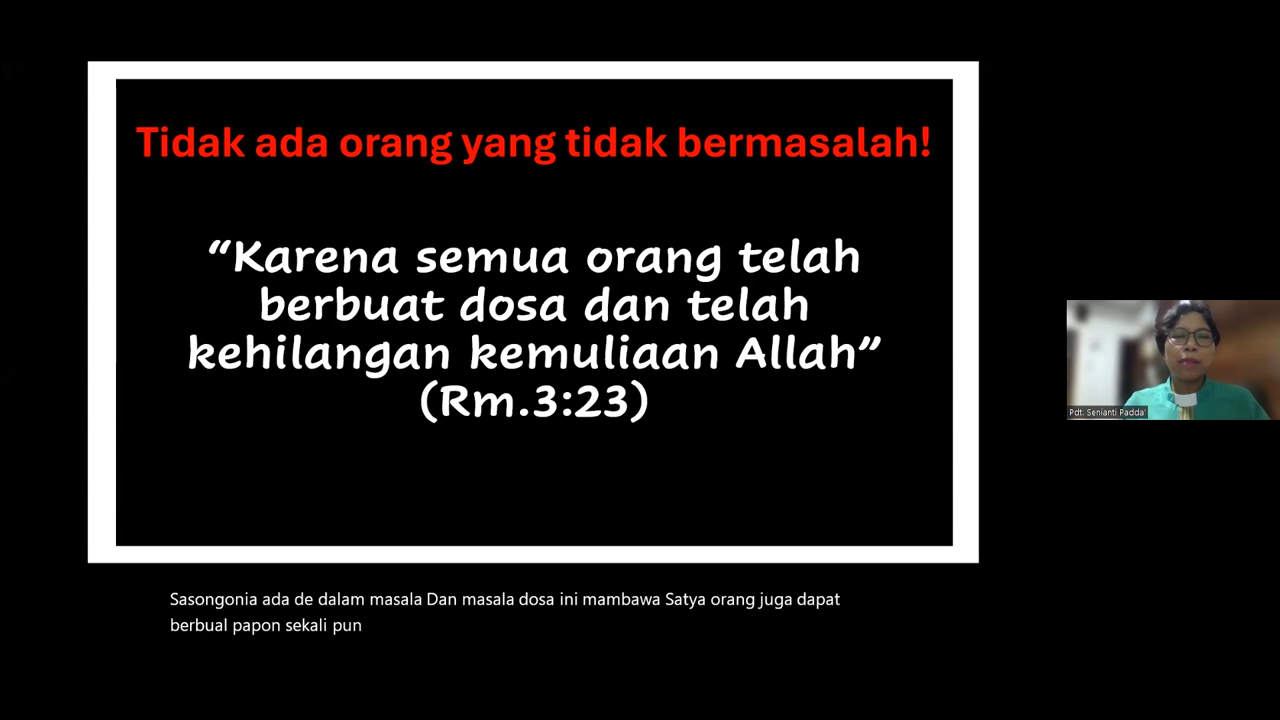 Tidak ada orang yang tidak bermasalah!
“Karena semua orang telah
berbuat dosa dan telah
kehilangan kemuliaan Allah”
(Rm.3:23)
Pdt. Senianti Padda'
Sasongonia ada de dalam masala Dan masala dosa ini mambawa Satya orang juga dapat
berbual papon sekali pun